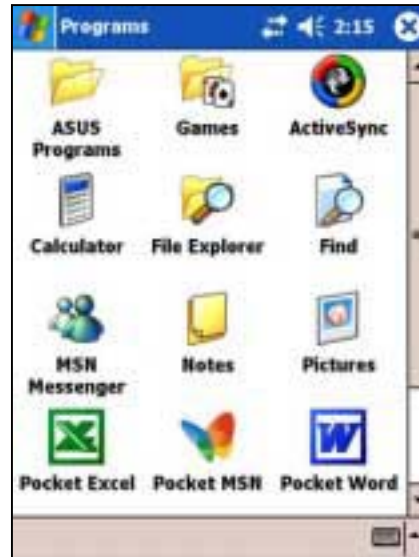 Programs 2:15
ASUS Programs Games ActiveSync
Calculator File Explorer Find
MSN Messenger Notes Pictures
Pocket Excel Pocket MSN Pocket Word